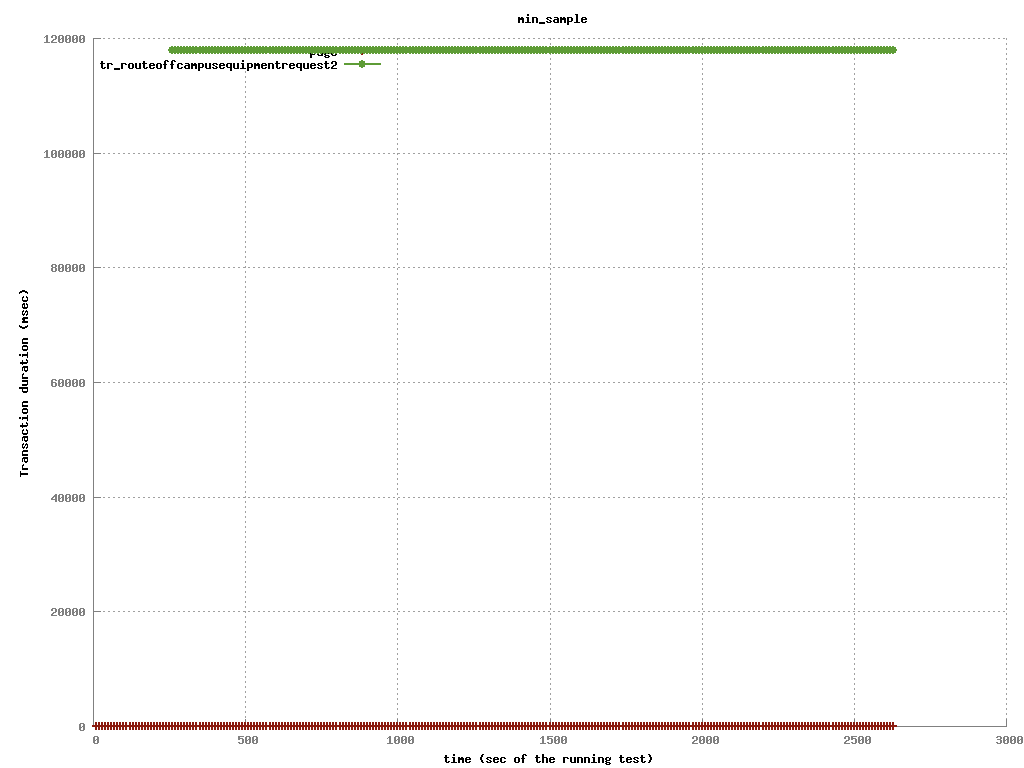 min_sample
120000
page
tr_routeoffcampusequipmentrequest2
100000
80000
60000
40000
20000
0
Transaction duration (msec)
0 500 1000 1500 2000 2500 3000
time (sec of the running test)